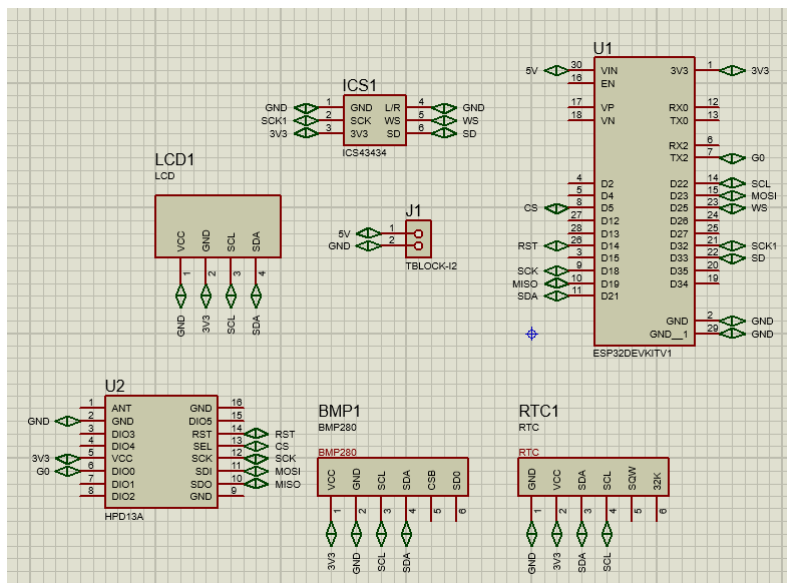 U1
5V 30 VIN 3V3 1 3V3
16 EN
17 VP RX0 12
18 VN TX0 13
RX2 6
TX2 7 G0
4 D2 D22 14 SCL
5 D4 D23 15 MOSI
CS 8 D5 D25 23 WS
27 D12 D26 24
28 D13 D27 25
RST 26 D14 D32 21 SCK1
3 D15 D33 22 SD
SCK 9 D18 D35 20
MISO 10 D19 D34 19
SDA 11 D21
GND 2 GND
GND__1 29 GND
ESP32DEVKITV1
ICS1
GND 1 GND L/R 4 GND
SCK1 2 SCK WS 5 WS
3V3 3 3V3 SD 6 SD
ICS43434
LCD1
LCD
VCC GND SCL SDA
1 2 3 4
GND 3V3 SCL SDA
J1
5V 1
GND 2
TBLOCK-I2
U2
1 ANT GND 16
GND 2 GND DIO5 15
3 DIO3 RST 14 RST
4 DIO4 SEL 13 CS
3V3 5 VCC SCK 12 SCK
G0 6 DIO0 SDI 11 MOSI
7 DIO1 SDO 10 MISO
8 DIO2 GND 9
HPD13A
BMP1
BMP280
BMP280
VCC GND SCL SDA CSB SD0
1 2 3 4 5 6
3V3 GND SCL SDA
RTC1
RTC
RTC
GND VCC SDA SCL SQW 32K
1 2 3 4 5 6
GND 3V3 SDA SCL